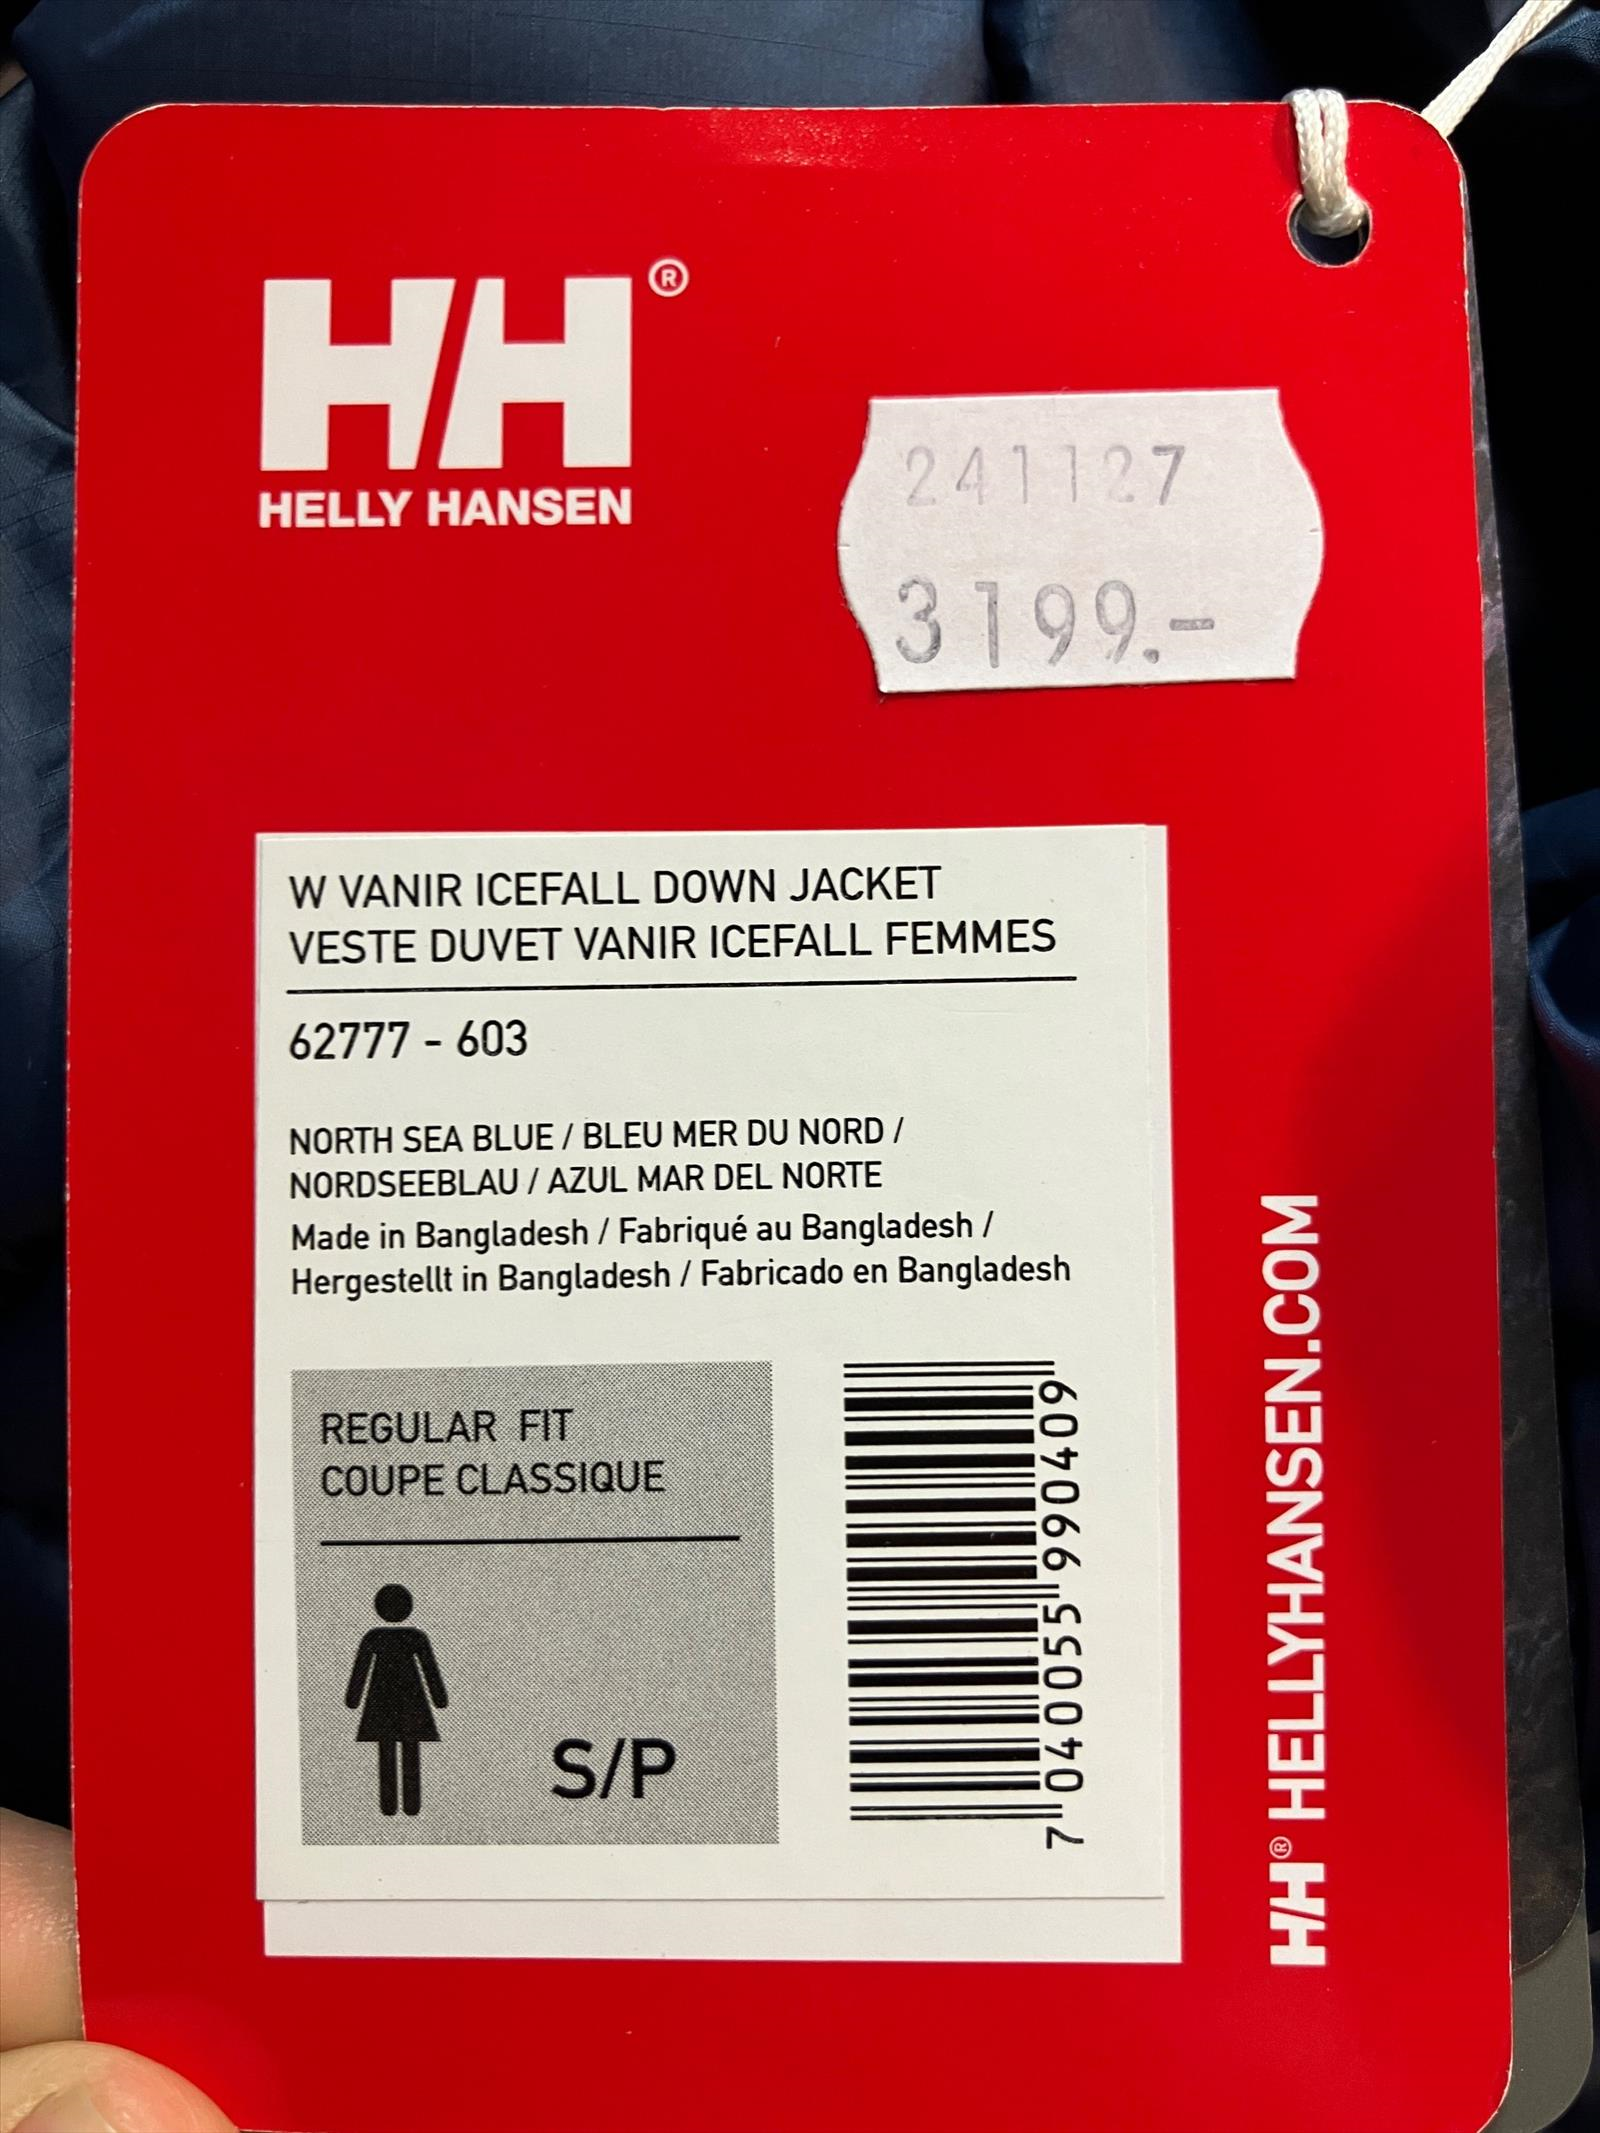 H/H®
HELLY HANSEN
241127
3199.-
W VANIR ICEFALL DOWN JACKET
VESTE DUVET VANIR ICEFALL FEMMES
62777 - 603
NORTH SEA BLUE / BLEU MER DU NORD /
NORDSEEBLAU / AZUL MAR DEL NORTE
Made in Bangladesh / Fabriqué au Bangladesh /
Hergestellt in Bangladesh / Fabricado en Bangladesh
REGULAR FIT
COUPE CLASSIQUE
S/P
7 040055 990409
H/H® HELLYHANSEN.COM